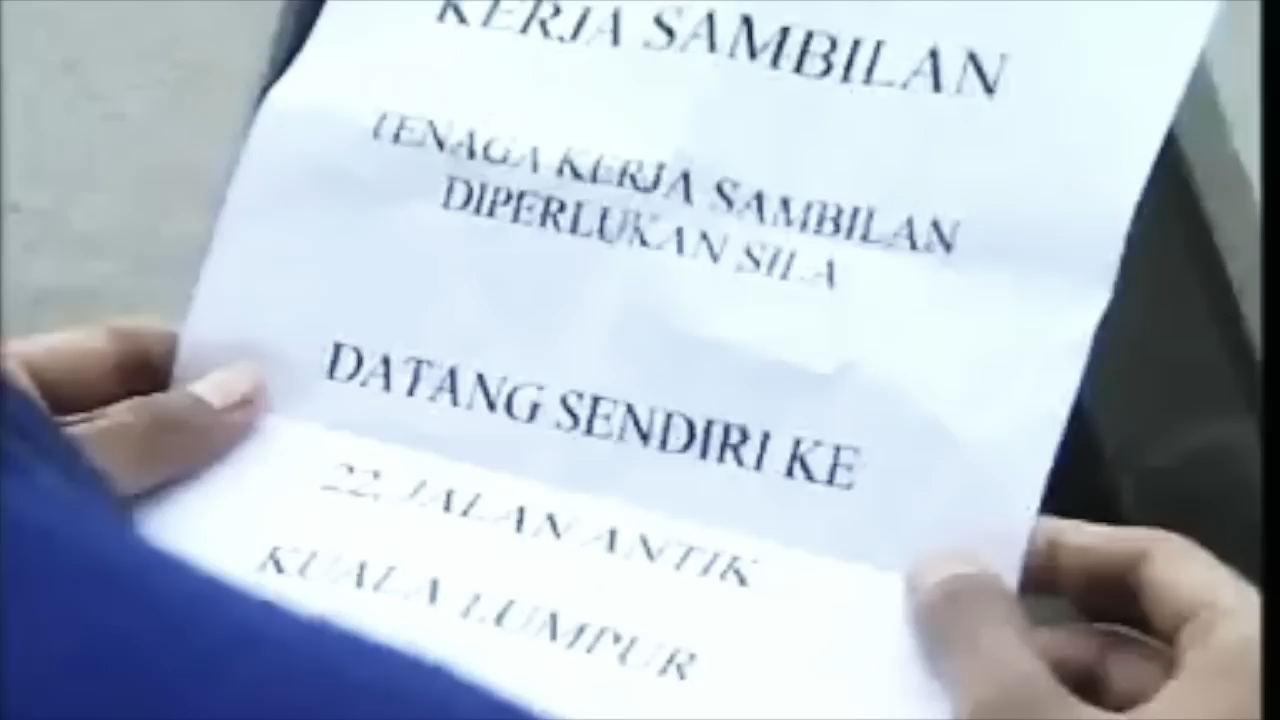 KERJA SAMBILAN
TENAGA KERJA SAMBILAN
DIPERLUKAN SILA
DATANG SENDIRI KE
22, JALAN ANTIK
KUALA LUMPUR